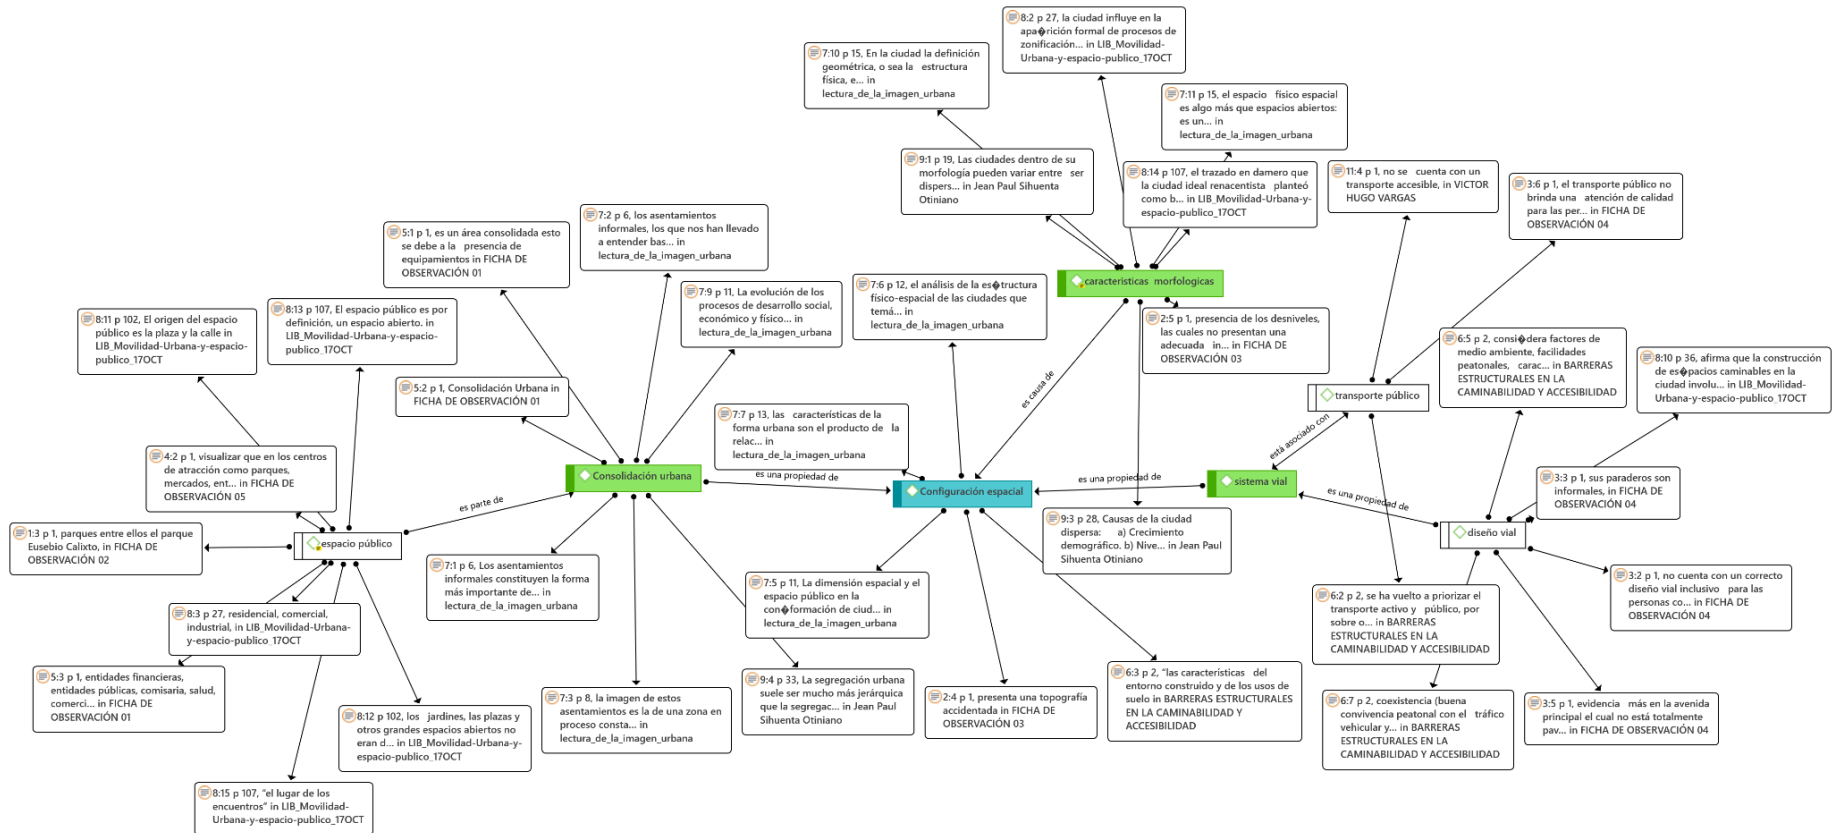 8:2 p 27, la ciudad influye en la
apa�rición formal de procesos de
zonificación... in LIB_Movilidad-
Urbana-y-espacio-publico_17OCT
7:10 p 15, En la ciudad la definición
geométrica, o sea la estructura
física, e... in
lectura_de_la_imagen_urbana
7:11 p 15, el espacio físico espacial
es algo más que espacios abiertos:
es un... in
lectura_de_la_imagen_urbana
9:1 p 19, Las ciudades dentro de su
morfología pueden variar entre ser
dispers... in Jean Paul Sihuenta
Otiniano
8:14 p 107, el trazado en damero que
la ciudad ideal renacentista planteó
como b... in LIB_Movilidad-Urbana-y-
espacio-publico_17OCT
11:4 p 1, no se cuenta con un
transporte accesible, in VICTOR
HUGO VARGAS
3:6 p 1, el transporte público no
brinda una atención de calidad
para las per... in FICHA DE
OBSERVACIÓN 04
7:2 p 6, los asentamientos
informales, los que nos han llevado
a entender bas... in
lectura_de_la_imagen_urbana
5:1 p 1, es un área consolidada esto
se debe a la presencia de
equipamientos in FICHA DE
OBSERVACIÓN 01
7:9 p 11, La evolución de los
procesos de desarrollo social,
económico y físico... in
lectura_de_la_imagen_urbana
7:6 p 12, el análisis de la es�tructura
físico-espacial de las ciudades que
temá... in
lectura_de_la_imagen_urbana
caracteristicas morfologicas
8:13 p 107, El espacio público es por
definición, un espacio abierto. in
LIB_Movilidad-Urbana-y-espacio-
publico_17OCT
8:11 p 102, El origen del espacio
público es la plaza y la calle in
LIB_Movilidad-Urbana-y-espacio-
publico_17OCT
2:5 p 1, presencia de los desniveles,
las cuales no presentan una
adecuada in... in FICHA DE
OBSERVACIÓN 03
6:5 p 2, consi�dera factores de
medio ambiente, facilidades
peatonales, carac... in BARRERAS
ESTRUCTURALES EN LA
CAMINABILIDAD Y ACCESIBILIDAD
8:10 p 36, afirma que la construcción
de es�pacios caminables en la
ciudad involu... in LIB_Movilidad-
Urbana-y-espacio-publico_17OCT
5:2 p 1, Consolidación Urbana in
FICHA DE OBSERVACIÓN 01
es causa de
transporte público
7:7 p 13, las características de la
forma urbana son el producto de la
relac... in
lectura_de_la_imagen_urbana
está asociado con
4:2 p 1, visualizar que en los centros
de atracción como parques,
mercados, ent... in FICHA DE
OBSERVACIÓN 05
Consolidación urbana
es una propiedad de
Configuración espacial
es una propiedad de
sistema vial
3:3 p 1, sus paraderos son
informales, in FICHA DE
OBSERVACIÓN 04
es parte de
es una propiedad de
1:3 p 1, parques entre ellos el parque
Eusebio Calixto, in FICHA DE
OBSERVACIÓN 02
espacio público
9:3 p 28, Causas de la ciudad
dispersa: a) Crecimiento
demográfico. b) Nive... in Jean Paul
Sihuenta Otiniano
diseño vial
7:1 p 6, Los asentamientos
informales constituyen la forma
más importante de... in
lectura_de_la_imagen_urbana
7:5 p 11, La dimensión espacial y el
espacio público en la
con�formación de ciud... in
lectura_de_la_imagen_urbana
3:2 p 1, no cuenta con un correcto
diseño vial inclusivo para las
personas co... in FICHA DE
OBSERVACIÓN 04
6:2 p 2, se ha vuelto a priorizar el
transporte activo y público, por
sobre o... in BARRERAS
ESTRUCTURALES EN LA
CAMINABILIDAD Y ACCESIBILIDAD
8:3 p 27, residencial, comercial,
industrial, in LIB_Movilidad-Urbana-
y-espacio-publico_17OCT
5:3 p 1, entidades financieras,
entidades públicas, comisaria, salud,
comerci... in FICHA DE
OBSERVACIÓN 01
9:4 p 33, La segregación urbana
suele ser mucho más jerárquica
que la segregac... in Jean Paul
Sihuenta Otiniano
6:3 p 2, "las características del
entorno construido y de los usos de
suelo in BARRERAS ESTRUCTURALES
EN LA CAMINABILIDAD Y
ACCESIBILIDAD
8:12 p 102, los jardines, las plazas y
otros grandes espacios abiertos no
eran d... in LIB_Movilidad-Urbana-y-
espacio-publico_17OCT
7:3 p 8, la imagen de estos
asentamientos es la de una zona en
proceso consta... in
lectura_de_la_imagen_urbana
2:4 p 1, presenta una topografía
accidentada in FICHA DE
OBSERVACIÓN 03
6:7 p 2, coexistencia (buena
convivencia peatonal con el tráfico
vehicular y... in BARRERAS
ESTRUCTURALES EN LA
CAMINABILIDAD Y ACCESIBILIDAD
3:5 p 1, evidencia más en la avenida
principal el cual no está totalmente
pav... in FICHA DE OBSERVACIÓN 04
8:15 p 107, "el lugar de los
encuentros" in LIB_Movilidad-
Urbana-y-espacio-publico_17OCT